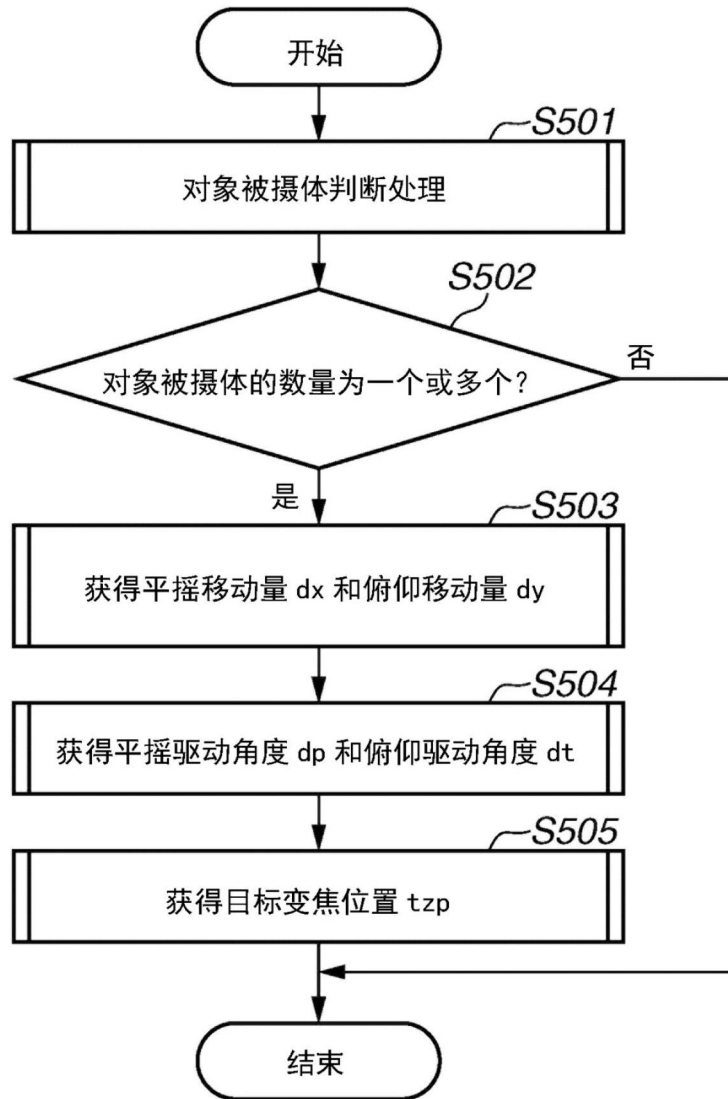 开始
S501
对象被摄体判断处理
S502
对象被摄体的数量为一个或多个?
否
是
S503
获得平摇移动量 dx 和俯仰移动量 dy
S504
获得平摇驱动角度 dp 和俯仰驱动角度 dt
S505
获得目标变焦位置 tzp
结束